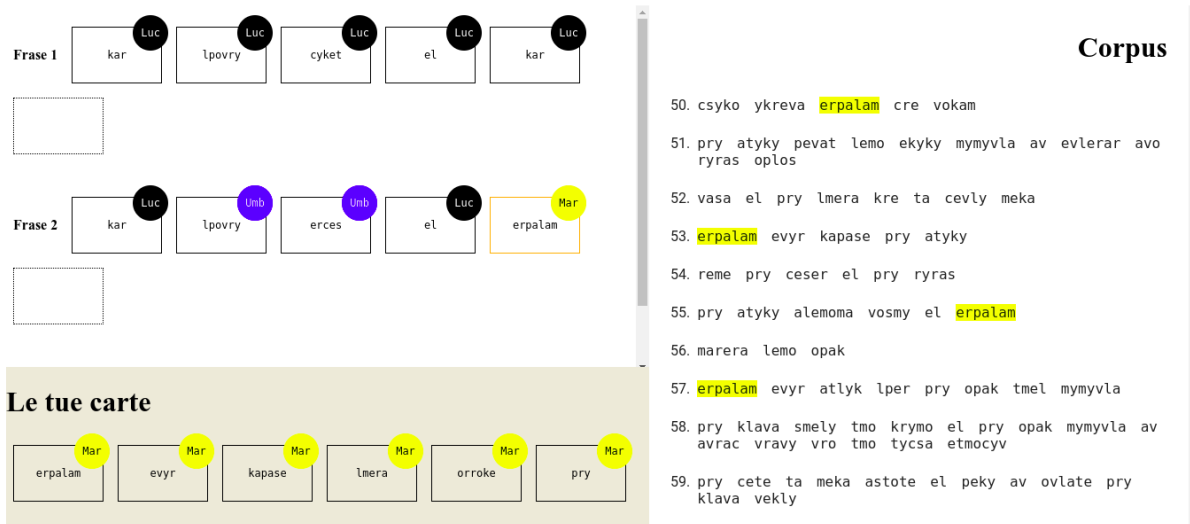 Luc Luc Luc Luc Luc
Frase 1 kar lpovry cyket el kar
Luc Umb Umb Luc Mar
Frase 2 kar lpovry erces el erpalam
Le tue carte
Mar Mar Mar Mar Mar Mar
erpalam evyr kapase lmera orroke pry
Corpus
50. csyko ykreva erpalam cre vokam
51. pry atyky pevat lemo ekyky mymyvla av evlerar avo
ryras oplos
52. vasa el pry lmera kre ta cevly meka
53. erpalam evyr kapase pry atyky
54. reme pry ceser el pry ryras
55. pry atyky alemoma vosmy el erpalam
56. marera lemo opak
57. erpalam evyr atlyk lper pry opak tmel mymyvla
58. pry klava smely tmo krymo el pry opak mymyvla av
avrac vravy vro tmo tycsa etmocyv
59. pry cete ta meka astote el peky av ovlate pry
klava vekly